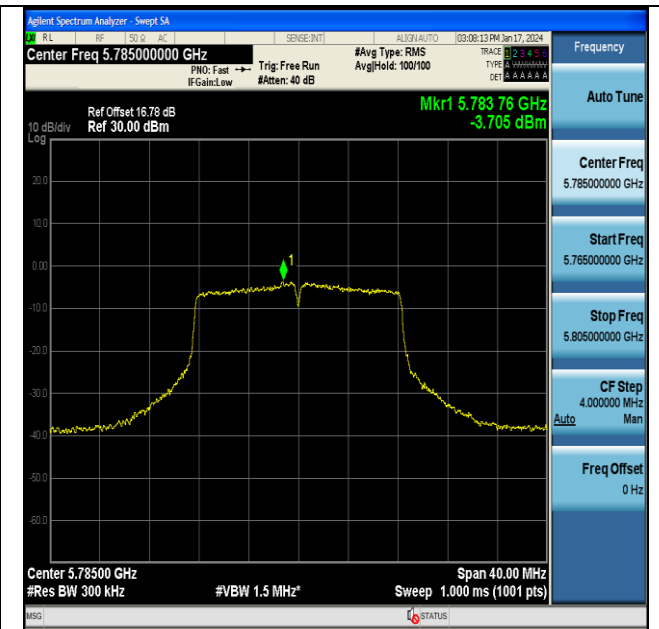 Agilent Spectrum Analyzer - Swept SA
RL RF 50 Ω AC SENSE:INT ALIGN AUTO 03:08:13 PM Jan 17, 2024
Center Freq 5.785000000 GHz
PNO: Fast
IFGain:Low
Trig: Free Run
#Atten: 40 dB
#Avg Type: RMS
Avg|Hold: 100/100
TRACE 1 2 3 4 5 6
TYPE A WWWWW
DET A A A A A A
Ref Offset 16.78 dB
10 dB/div Ref 30.00 dBm
Log
Mkr1 5.783 76 GHz
-3.705 dBm
20.0
10.0
0.00
-10.0
-20.0
-30.0
-40.0
-50.0
-60.0
1
Center 5.78500 GHz Span 40.00 MHz
#Res BW 300 kHz #VBW 1.5 MHz* Sweep 1.000 ms (1001 pts)
MSG STATUS
Frequency
Auto Tune
Center Freq
5.785000000 GHz
Start Freq
5.765000000 GHz
Stop Freq
5.805000000 GHz
CF Step
4.000000 MHz
Auto Man
Freq Offset
0 Hz